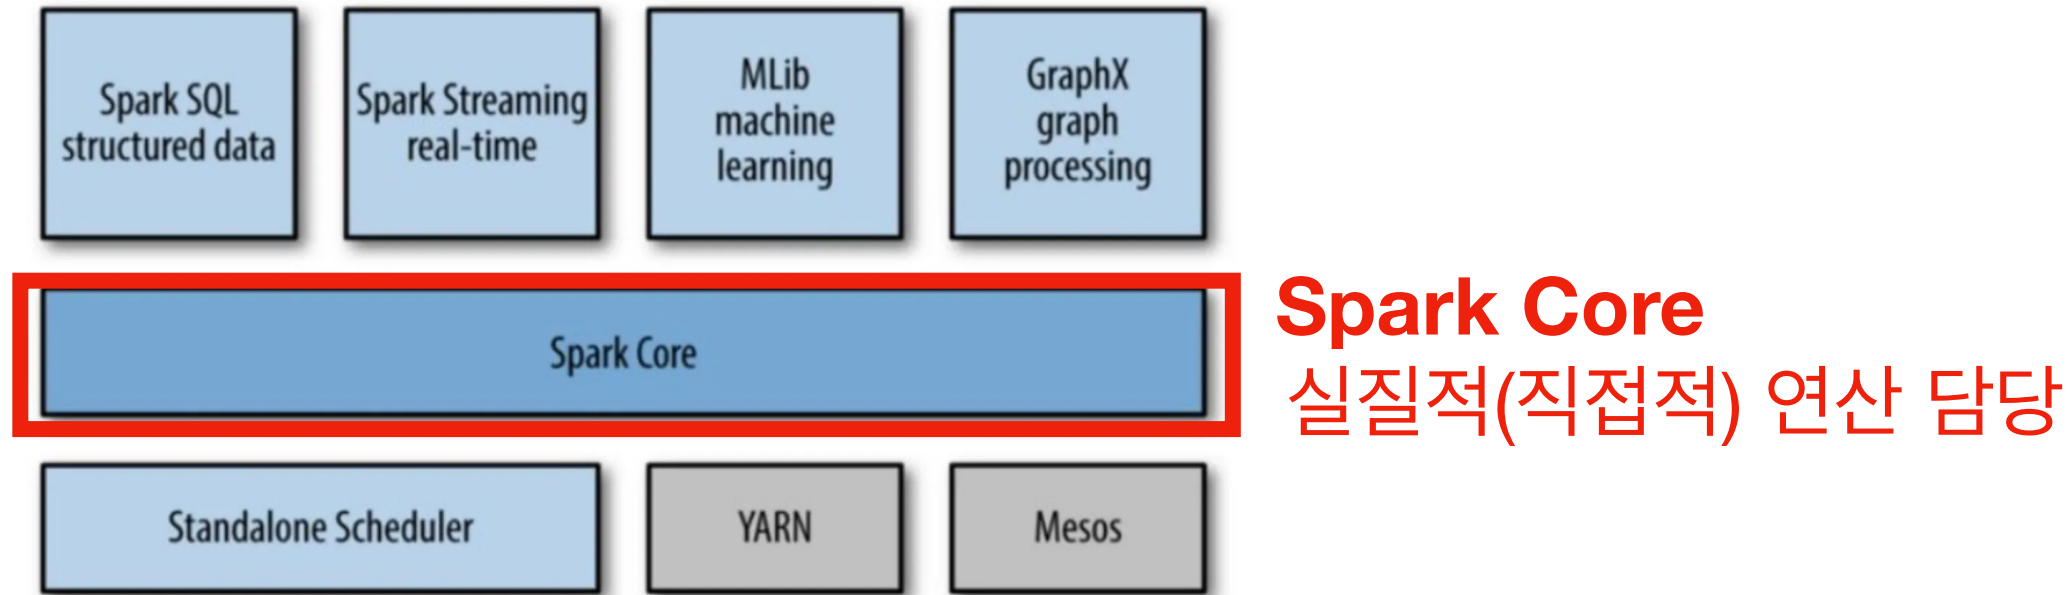 Spark SQL
structured data
Spark Streaming
real-time
MLib
machine
learning
GraphX
graph
processing
Spark Core
Spark Core
실질적(직접적) 연산 담당
Standalone Scheduler
YARN
Mesos